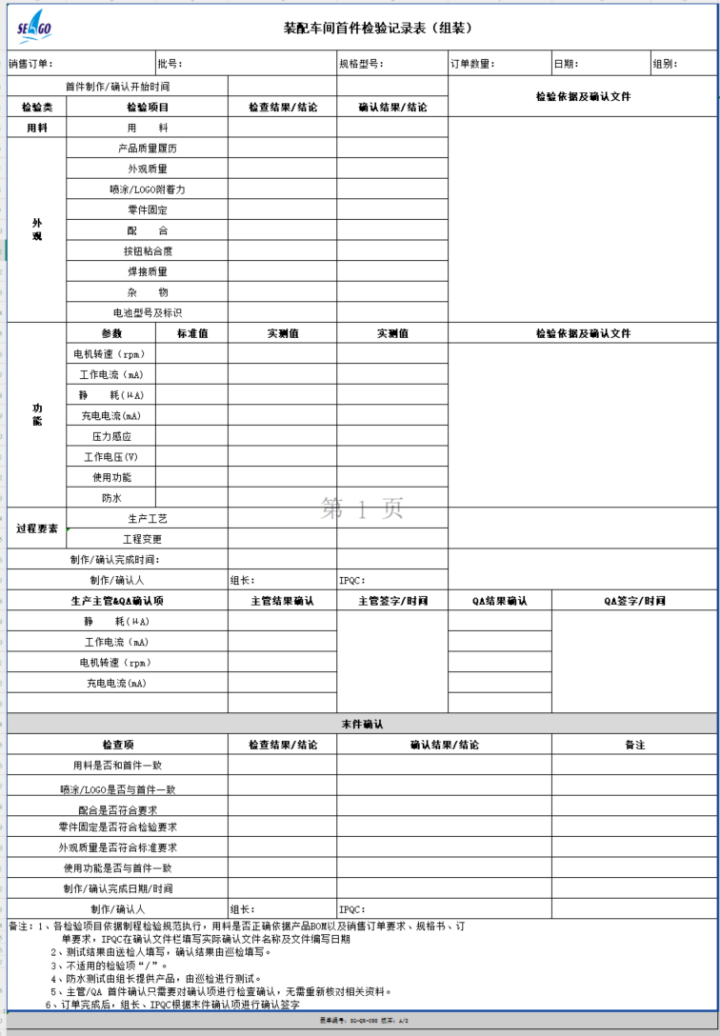 SEAGO
装配车间首件检验记录表（组装）
销售订单: 批号: 规格型号: 订单数量: 日期: 组别:
首件制作/确认开始时间 检验依据及确认文件
检验类 检验项目 检查结果/结论 确认结果/结论
用料 用 料
外观
产品质量履历
外观质量
喷涂/LOGO附着力
零件固定
配 合
按钮粘合度
焊接质量
杂 物
电池型号及标识
功能
参数 标准值 实测值 实测值 检验依据及确认文件
电机转速（rpm）
工作电流（mA）
静 耗(μA)
充电电流(mA)
压力感应
工作电压(V)
使用功能
防水
第 1 页
过程要素
生产工艺
工程变更
制作/确认完成时间:
制作/确认人 组长: IPQC:
生产主管&QA确认项 主管结果确认 主管签字/时间 QA结果确认 QA签字/时间
静 耗(μA)
工作电流（mA）
电机转速（rpm）
充电电流(mA)
末件确认
检查项 检查结果/结论 确认结果/结论 备注
用料是否和首件一致
喷涂/LOGO是否与首件一致
配合是否符合要求
零件固定是否符合检验要求
外观质量是否符合标准要求
使用功能是否与首件一致
制作/确认完成日期/时间
制作/确认人 组长: IPQC:
备注: 1、各检验项目依据制程检验规范执行，用料是否正确依据产品BOM以及销售订单要求、规格书、订
单要求，IPQC在确认文件栏填写实际确认文件名称及文件编写日期
2、测试结果由送检人填写，确认结果由巡检填写。
3、不适用的检验项“/”。
4、防水测试由组长提供产品，由巡检进行测试。
5、主管/QA 首件确认只需要对确认项进行检查确认，无需重新核对相关资料。
6、订单完成后，组长、IPQC根据末件确认项进行确认签字
表单编号: 版本: A/2